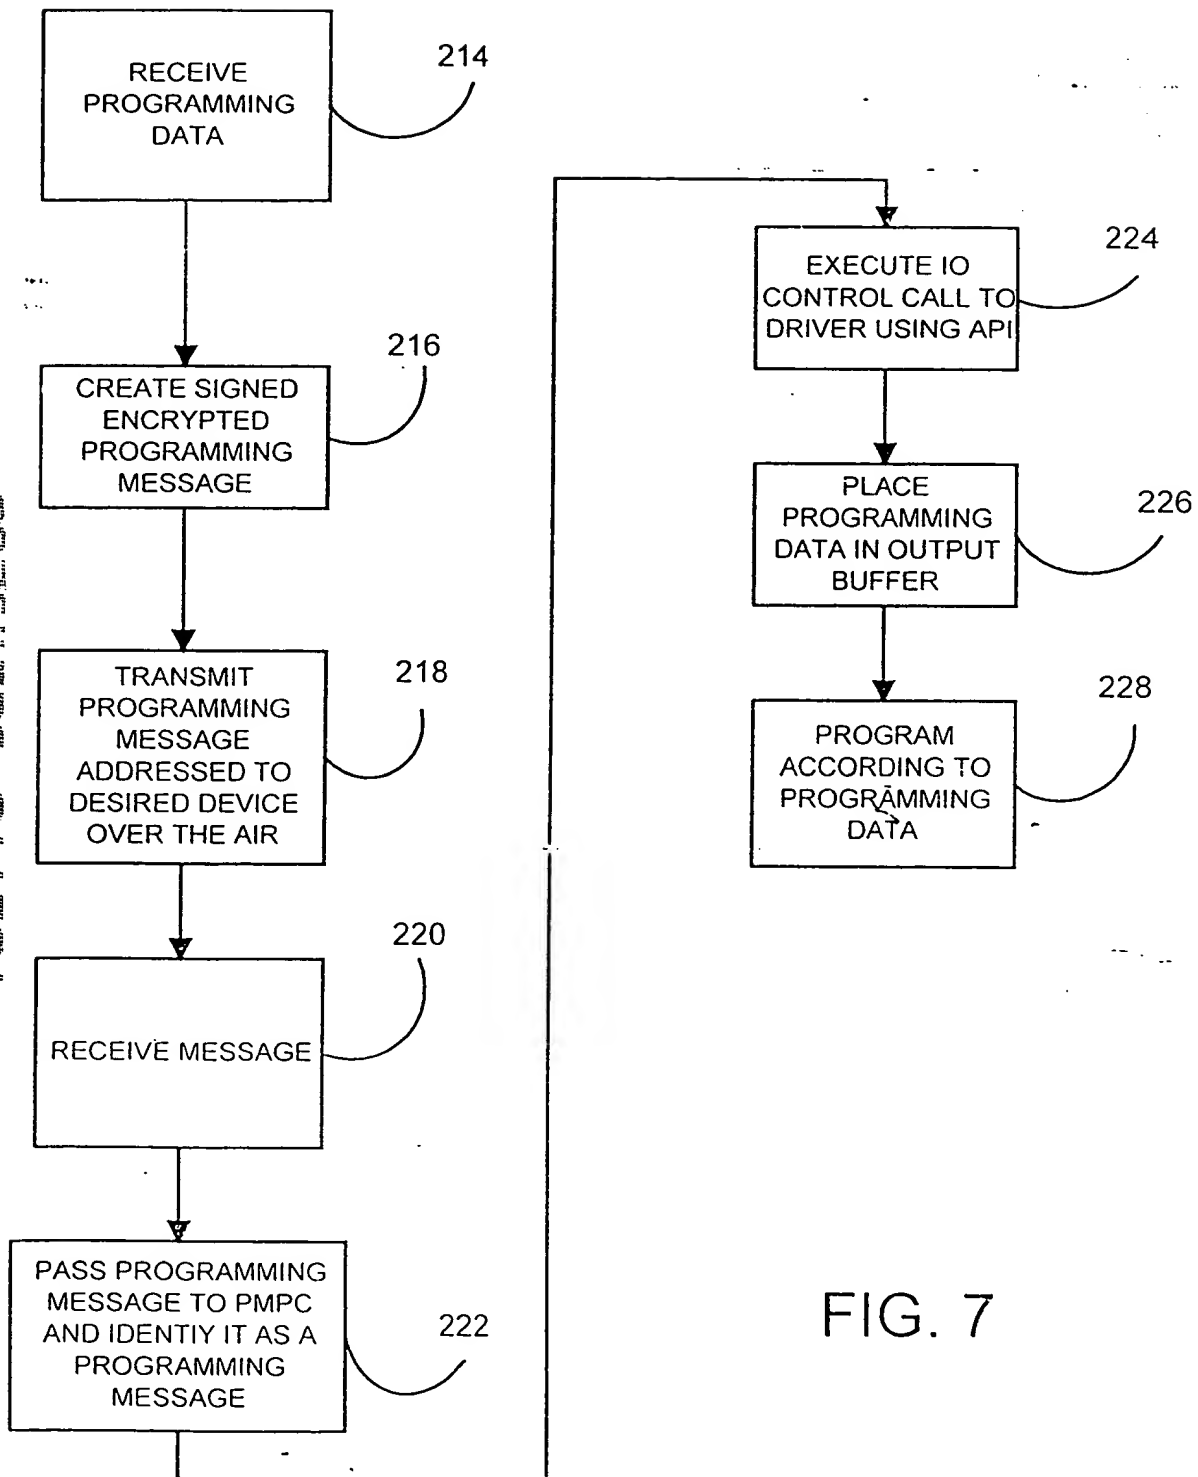 RECEIVE
PROGRAMMING
DATA
214
CREATE SIGNED
ENCRYPTED
PROGRAMMING
MESSAGE
216
TRANSMIT
PROGRAMMING
MESSAGE
ADDRESSED TO
DESIRED DEVICE
OVER THE AIR
218
RECEIVE MESSAGE
220
PASS PROGRAMMING
MESSAGE TO PMPC
AND IDENTIY IT AS A
PROGRAMMING
MESSAGE
222
EXECUTE IO
CONTROL CALL TO
DRIVER USING API
224
PLACE
PROGRAMMING
DATA IN OUTPUT
BUFFER
226
PROGRAM
ACCORDING TO
PROGRAMMING
DATA
228
FIG. 7